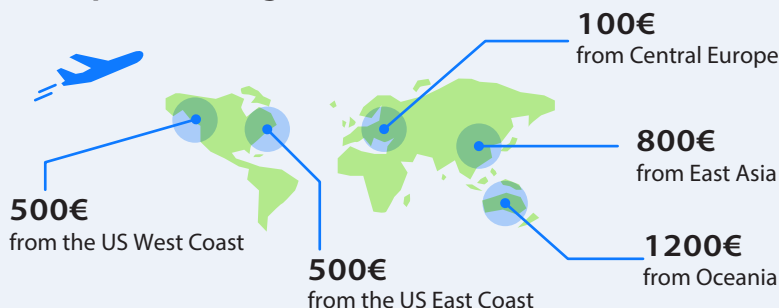 100€
from Central Europe
800€
from East Asia
500€
from the US West Coast
1200€
from Oceania
500€
from the US East Coast